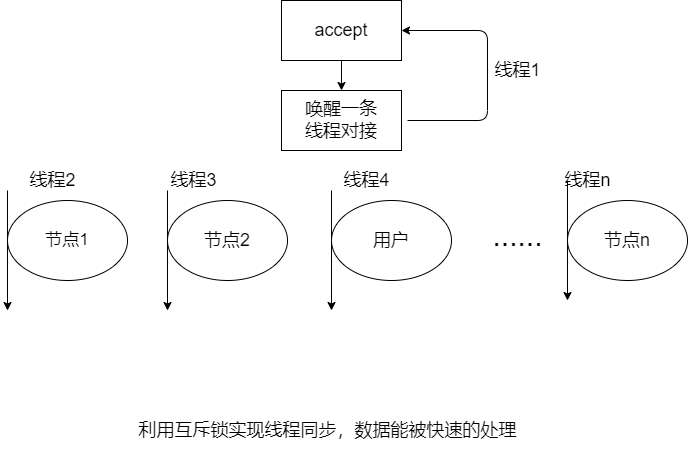 accept
线程1
唤醒一条
线程对接
线程2
线程3
线程4
线程n
节点1
节点2
用户
……
节点n
利用互斥锁实现线程同步，数据能被快速的处理